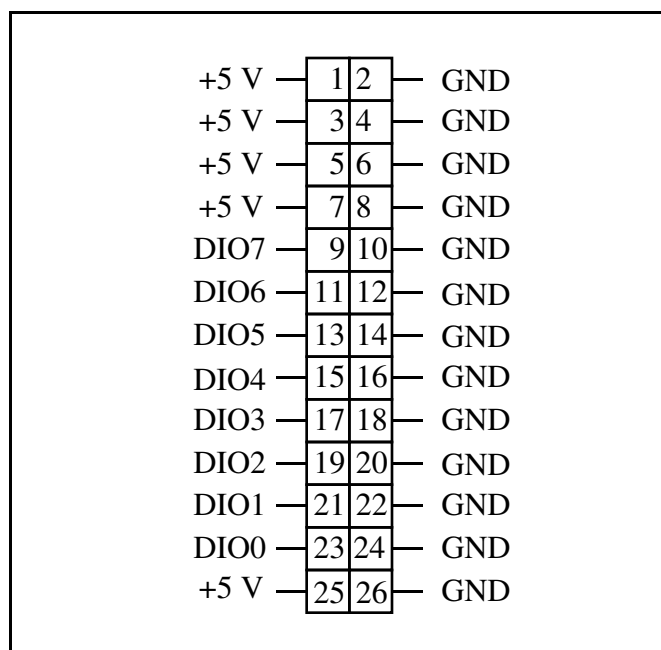 +5 V 1 2 GND
+5 V 3 4 GND
+5 V 5 6 GND
+5 V 7 8 GND
DIO7 9 10 GND
DIO6 11 12 GND
DIO5 13 14 GND
DIO4 15 16 GND
DIO3 17 18 GND
DIO2 19 20 GND
DIO1 21 22 GND
DIO0 23 24 GND
+5 V 25 26 GND